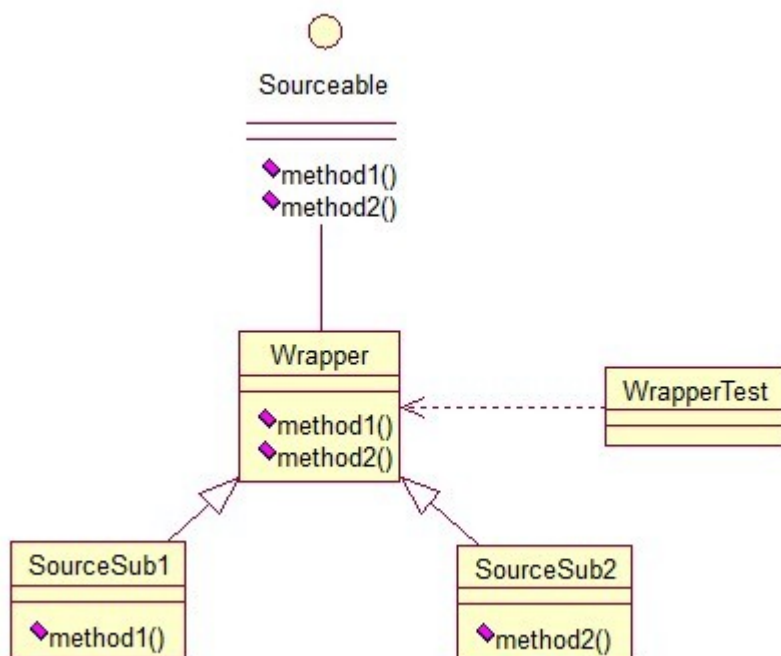 Sourceable
method1()
method2()
Wrapper
method1()
method2()
WrapperTest
SourceSub1
method1()
SourceSub2
method2()